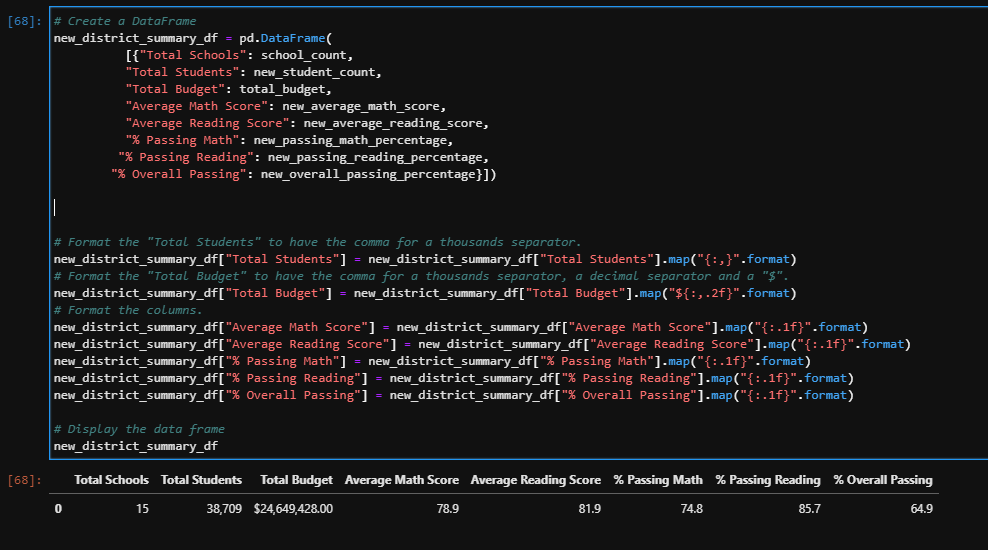 [68]: # Create a DataFrame
new_district_summary_df = pd.DataFrame(
[{"Total Schools": school_count,
"Total Students": new_student_count,
"Total Budget": total_budget,
"Average Math Score": new_average_math_score,
"Average Reading Score": new_average_reading_score,
"% Passing Math": new_passing_math_percentage,
"% Passing Reading": new_passing_reading_percentage,
"% Overall Passing": new_overall_passing_percentage}])
# Format the "Total Students" to have the comma for a thousands separator.
new_district_summary_df["Total Students"] = new_district_summary_df["Total Students"].map("{:,}".format)
# Format the "Total Budget" to have the comma for a thousands separator, a decimal separator and a "$".
new_district_summary_df["Total Budget"] = new_district_summary_df["Total Budget"].map("${:,.2f}".format)
# Format the columns.
new_district_summary_df["Average Math Score"] = new_district_summary_df["Average Math Score"].map("{:.1f}".format)
new_district_summary_df["Average Reading Score"] = new_district_summary_df["Average Reading Score"].map("{:.1f}".format)
new_district_summary_df["% Passing Math"] = new_district_summary_df["% Passing Math"].map("{:.1f}".format)
new_district_summary_df["% Passing Reading"] = new_district_summary_df["% Passing Reading"].map("{:.1f}".format)
new_district_summary_df["% Overall Passing"] = new_district_summary_df["% Overall Passing"].map("{:.1f}".format)
# Display the data frame
new_district_summary_df
[68]: Total Schools Total Students Total Budget Average Math Score Average Reading Score % Passing Math % Passing Reading % Overall Passing
0 15 38,709 $24,649,428.00 78.9 81.9 74.8 85.7 64.9